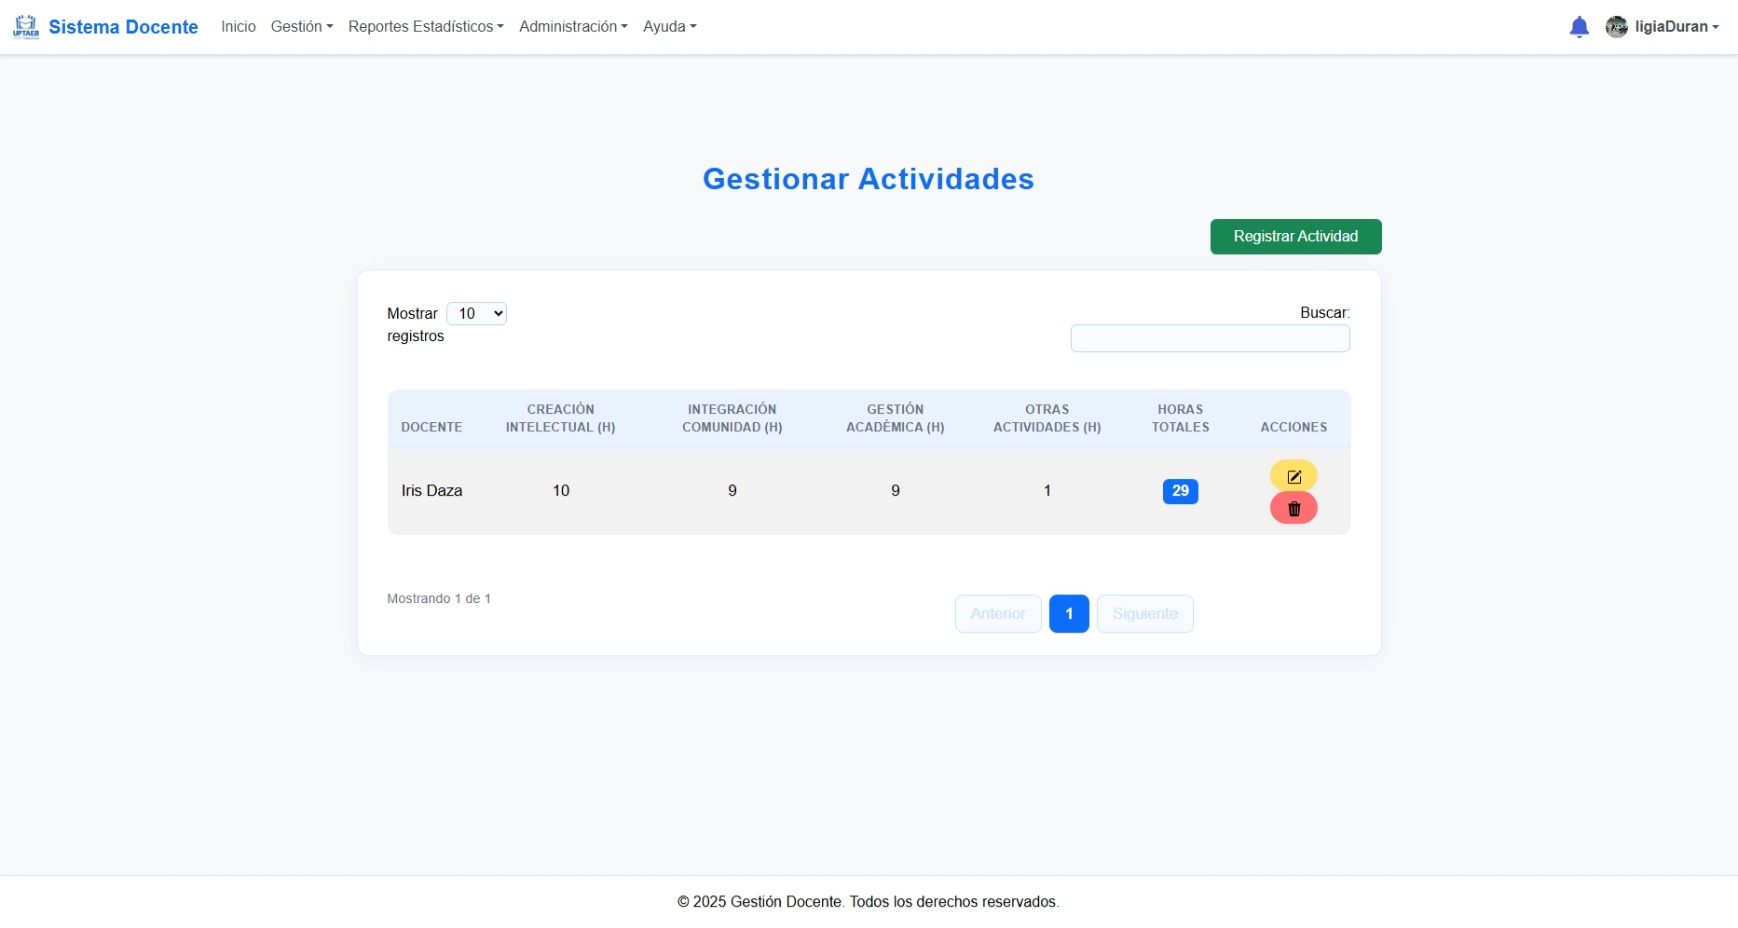 UPTAEB
Sistema Docente
Inicio
Gestión
Reportes Estadísticos
Administración
Ayuda
ligiaDuran
Gestionar Actividades
Registrar Actividad
Mostrar 10
registros
Buscar:
DOCENTE
CREACIÓN
INTELECTUAL (H)
INTEGRACIÓN
COMUNIDAD (H)
GESTIÓN
ACADÉMICA (H)
OTRAS
ACTIVIDADES (H)
HORAS
TOTALES
ACCIONES
Iris Daza 10 9 9 1 29
Mostrando 1 de 1
Anterior 1 Siguiente
© 2025 Gestión Docente. Todos los derechos reservados.